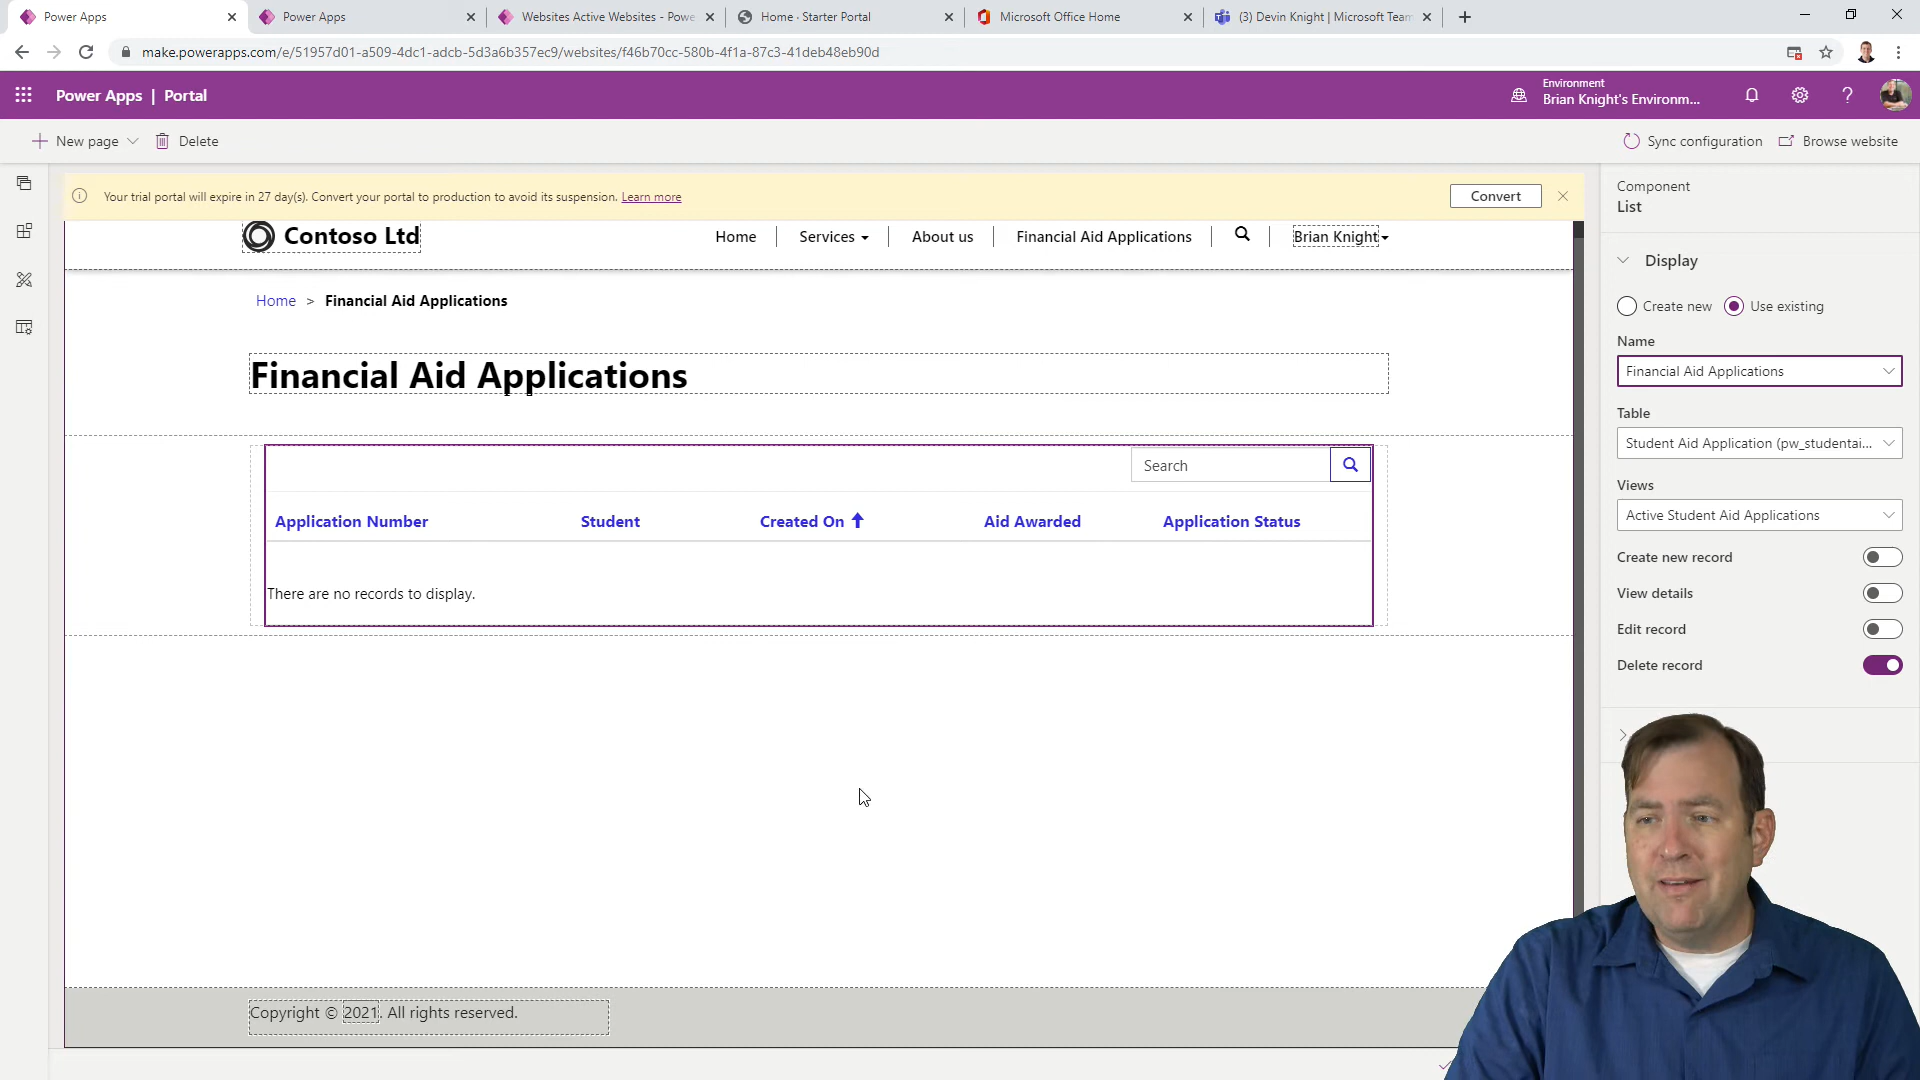 Power Apps
Power Apps
Websites Active Websites - Powe
Home · Starter Portal
Microsoft Office Home
(3) Devin Knight | Microsoft Team
make.powerapps.com/e/51957d01-a509-4dc1-adcb-5d3a6b357ec9/websites/f46b70cc-580b-4f1a-87c3-41deb48eb90d
Power Apps | Portal
Environment
Brian Knight's Environm...
New page
Delete
Sync configuration
Browse website
Your trial portal will expire in 27 day(s). Convert your portal to production to avoid its suspension. Learn more
Convert
Contoso Ltd
Home
Services
About us
Financial Aid Applications
Brian Knight
Home > Financial Aid Applications
Financial Aid Applications
Search
Application Number
Student
Created On
Aid Awarded
Application Status
There are no records to display.
Copyright © 2021. All rights reserved.
Component
List
Display
Create new
Use existing
Name
Financial Aid Applications
Table
Student Aid Application (pw_studentai...
Views
Active Student Aid Applications
Create new record
View details
Edit record
Delete record